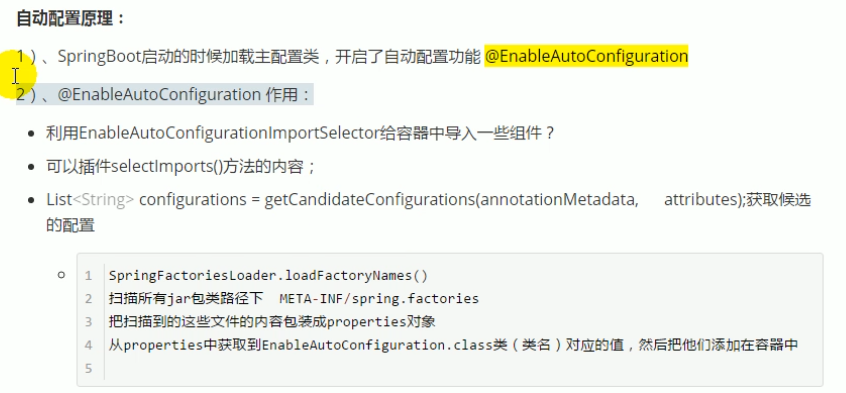 自动配置原理：
1）、SpringBoot启动的时候加载主配置类，开启了自动配置功能 @EnableAutoConfiguration
2）、@EnableAutoConfiguration 作用：
利用EnableAutoConfigurationImportSelector给容器中导入一些组件？
可以插件selectImports()方法的内容；
List<String> configurations = getCandidateConfigurations(annotationMetadata, attributes);获取候选
的配置
1 SpringFactoriesLoader.loadFactoryNames()
2 扫描所有jar包类路径下 META-INF/spring.factories
3 把扫描到的这些文件的内容包装成properties对象
4 从properties中获取到EnableAutoConfiguration.class类（类名）对应的值，然后把他们添加在容器中
5